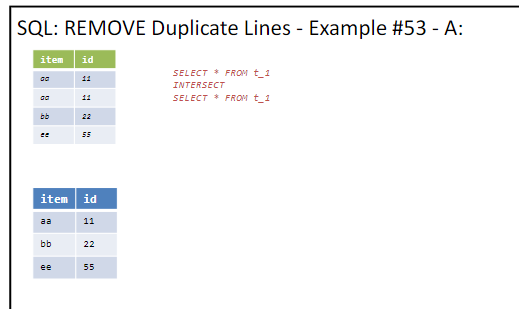 SQL: REMOVE Duplicate Lines - Example #53 - A:
item id
aa 11
aa 11
bb 22
ee 55
SELECT * FROM t_1
INTERSECT
SELECT * FROM t_1
item id
aa 11
bb 22
ee 55